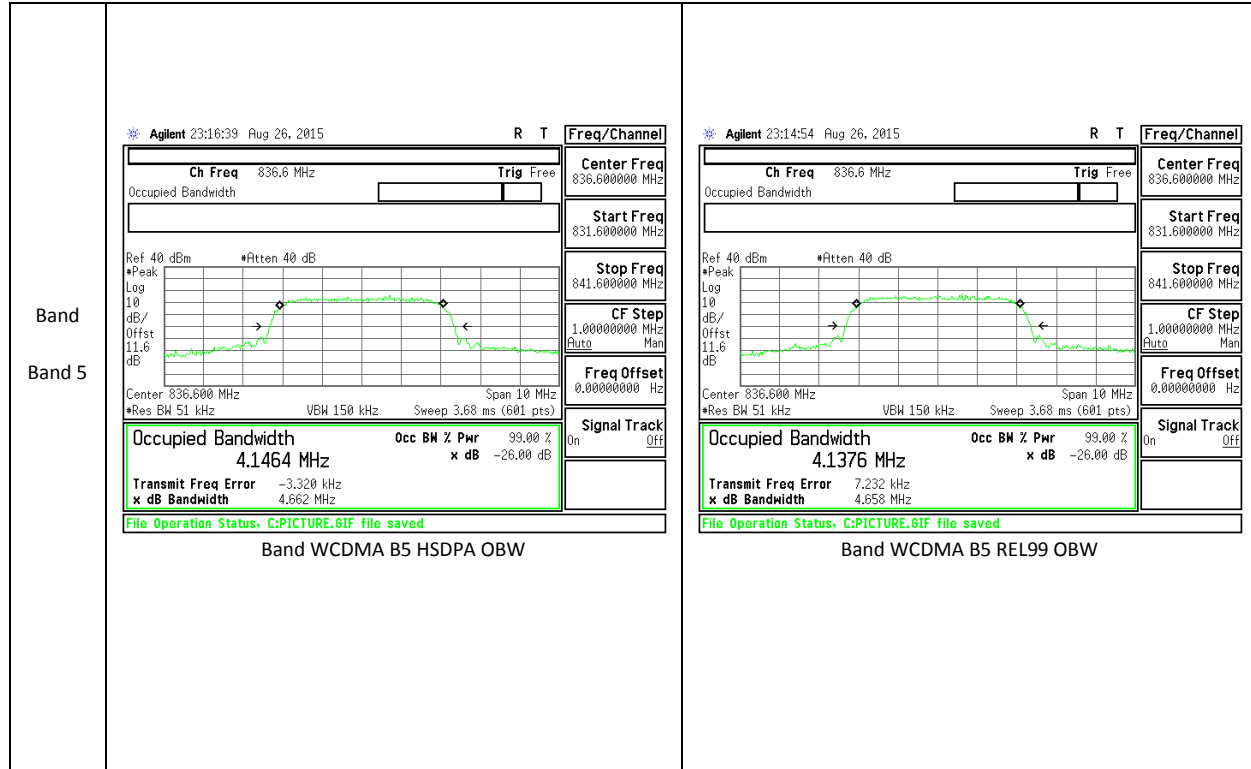 Band
Band 5
Agilent 23:16:39 Aug 26, 2015 R T
Freq/Channel
Ch Freq 836.6 MHz Trig Free
Occupied Bandwidth
Center Freq
836.600000 MHz
Start Freq
831.600000 MHz
Ref 40 dBm #Atten 40 dB
#Peak
Log
10
dB/
Offst
11.6
dB
Stop Freq
841.600000 MHz
CF Step
1.00000000 MHz
Auto Man
Freq Offset
0.00000000 Hz
Center 836.600 MHz Span 10 MHz
#Res BW 51 kHz VBW 150 kHz Sweep 3.68 ms (601 pts)
Signal Track
On Off
Occupied Bandwidth Occ BW % Pwr 99.00 %
4.1464 MHz x dB -26.00 dB
Transmit Freq Error -3.320 kHz
x dB Bandwidth 4.662 MHz
File Operation Status, C:PICTURE.GIF file saved
Band WCDMA B5 HSDPA OBW
Agilent 23:14:54 Aug 26, 2015 R T
Freq/Channel
Ch Freq 836.6 MHz Trig Free
Occupied Bandwidth
Center Freq
836.600000 MHz
Start Freq
831.600000 MHz
Ref 40 dBm #Atten 40 dB
#Peak
Log
10
dB/
Offst
11.6
dB
Stop Freq
841.600000 MHz
CF Step
1.00000000 MHz
Auto Man
Freq Offset
0.00000000 Hz
Center 836.600 MHz Span 10 MHz
#Res BW 51 kHz VBW 150 kHz Sweep 3.68 ms (601 pts)
Signal Track
On Off
Occupied Bandwidth Occ BW % Pwr 99.00 %
4.1376 MHz x dB -26.00 dB
Transmit Freq Error 7.232 kHz
x dB Bandwidth 4.658 MHz
File Operation Status, C:PICTURE.GIF file saved
Band WCDMA B5 REL99 OBW